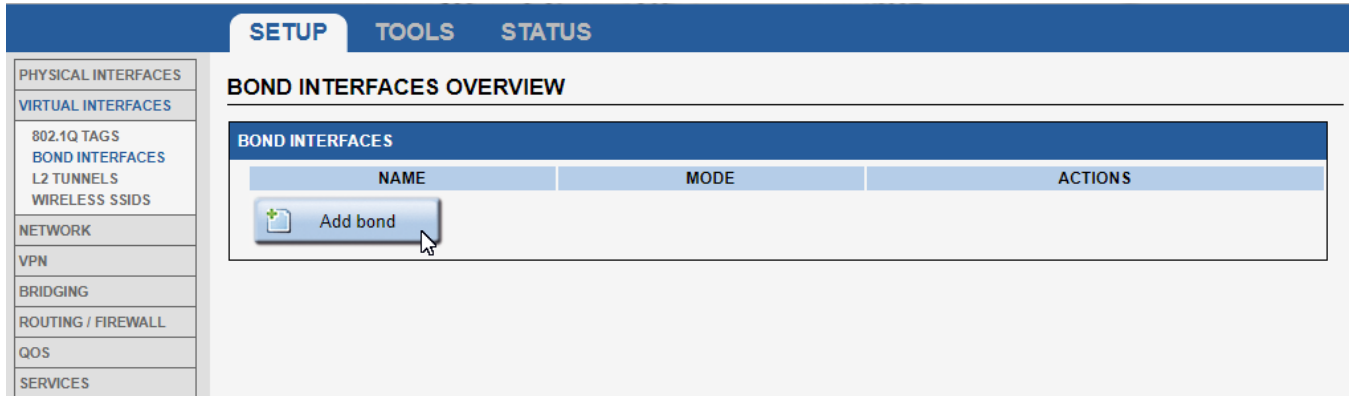 SETUP TOOLS STATUS
PHYSICAL INTERFACES
VIRTUAL INTERFACES
802.1Q TAGS
BOND INTERFACES
L2 TUNNELS
WIRELESS SSIDS
NETWORK
VPN
BRIDGING
ROUTING / FIREWALL
QOS
SERVICES
BOND INTERFACES OVERVIEW
BOND INTERFACES
NAME MODE ACTIONS
Add bond